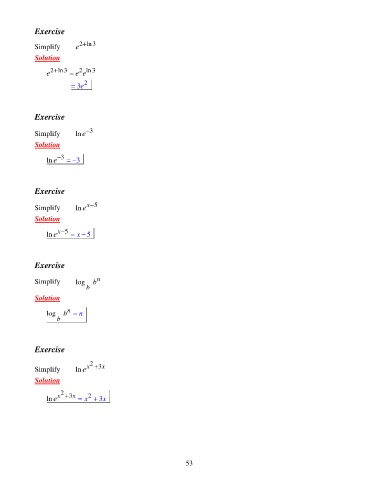 Exercise
Simplify e^{2+ln 3}
Solution
e^{2+ln 3} = e^2 e^{ln 3}
= 3e^2
Exercise
Simplify ln e^{-3}
Solution
ln e^{-3} = -3
Exercise
Simplify ln e^{x-5}
Solution
ln e^{x-5} = x - 5
Exercise
Simplify log_b b^n
Solution
log_b b^n = n
Exercise
Simplify ln e^{x^2+3x}
Solution
ln e^{x^2+3x} = x^2 + 3x
53